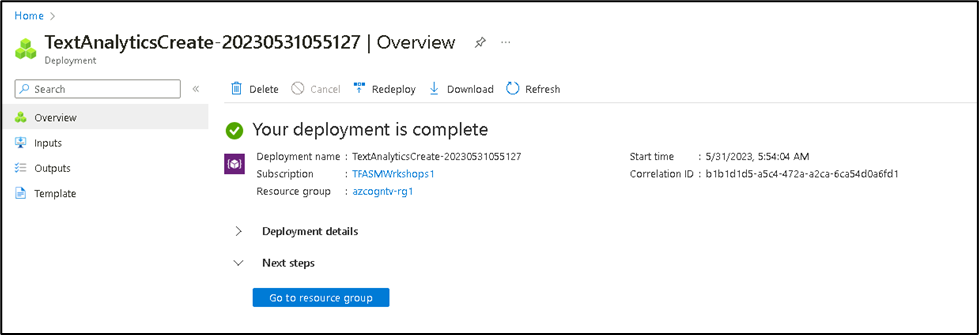 Home >
TextAnalyticsCreate-20230531055127 | Overview ...
Deployment
Search «
Delete Cancel Redeploy Download Refresh
Overview
Inputs
Outputs
Template
Your deployment is complete
Deployment name : TextAnalyticsCreate-20230531055127
Subscription : TFASMWrkshops1
Resource group : azcogntv-rg1
Start time : 5/31/2023, 5:54:04 AM
Correlation ID : b1b1d1d5-a5c4-472a-a2ca-6ca54d0a6fd1
Deployment details
Next steps
Go to resource group